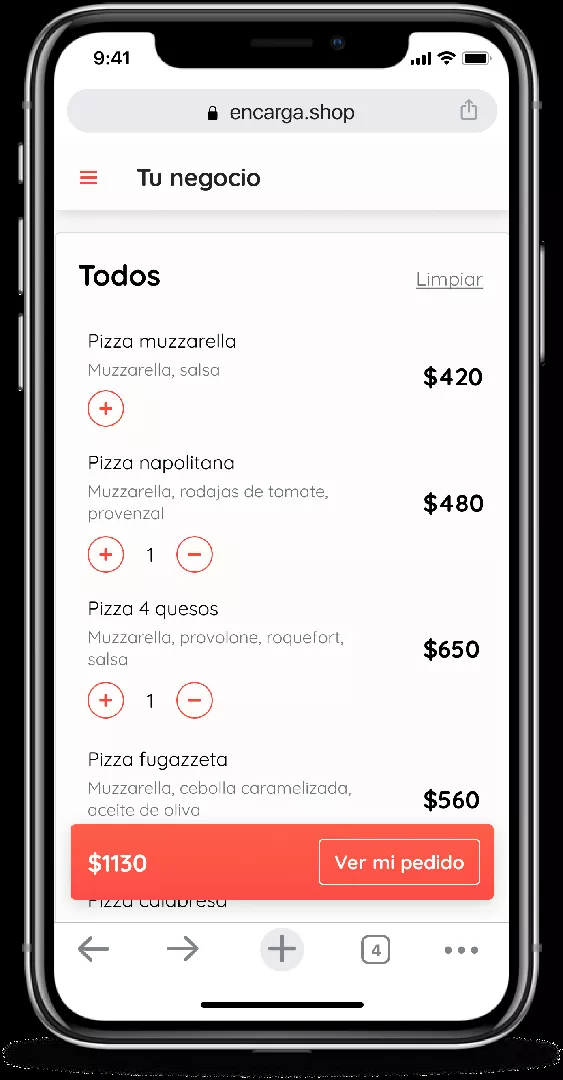 9:41
encarga.shop
Tu negocio
Todos
Limpiar
Pizza muzzarella
Muzzarella, salsa
$420
+
Pizza napolitana
Muzzarella, rodajas de tomate,
provenzal
$480
+ 1 −
Pizza 4 quesos
Muzzarella, provolone, roquefort,
salsa
$650
+ 1 −
Pizza fugazzeta
Muzzarella, cebolla caramelizada,
aceite de oliva
$560
$1130
Ver mi pedido
Pizza calabresa
4